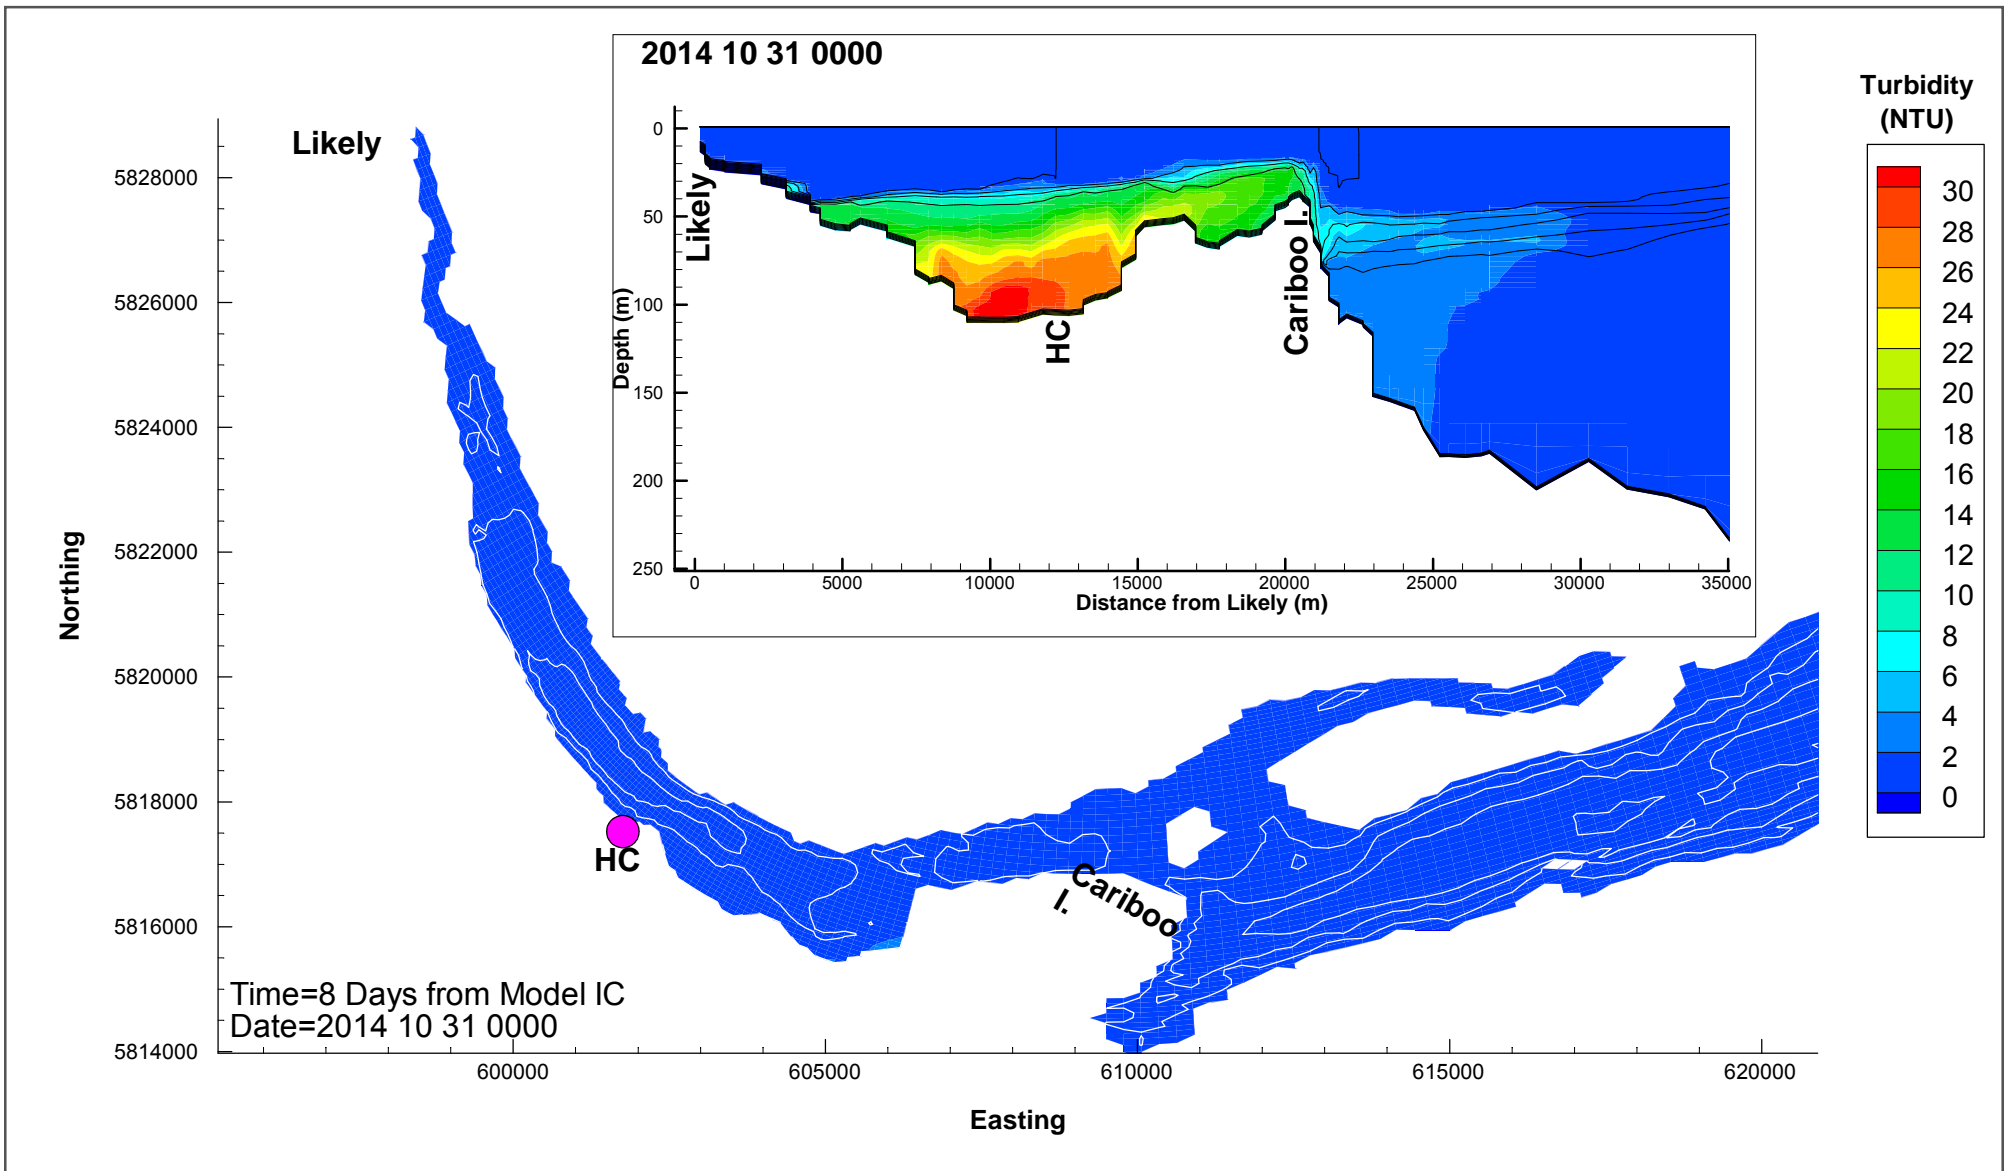 2014 10 31 0000
Turbidity
(NTU)
30
28
26
24
22
20
18
16
14
12
10
8
6
4
2
0
0
50
100
150
200
250
Depth (m)
Likely
HC
Cariboo I.
0
5000
10000
15000
20000
25000
30000
35000
Distance from Likely (m)
Likely
HC
Cariboo
I.
5828000
5826000
5824000
5822000
5820000
5818000
5816000
5814000
Northing
Time=8 Days from Model IC
Date=2014 10 31 0000
600000
605000
610000
615000
620000
Easting